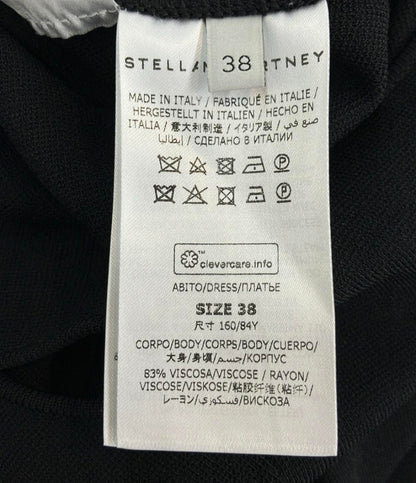 38
STELLA McCARTNEY
MADE IN ITALY / FABRIQUÉ EN ITALIE /
HERGESTELLT IN ITALIEN / HECHO EN
ITALIA / 意大利制造 / イタリア製 / صنع في
إيطاليا / СДЕЛАНО В ИТАЛИИ
clevercare.info
ABITO/DRESS/ПЛАТЬЕ
SIZE 38
尺寸 160/84Y
CORPO/BODY/CORPS/BODY/CUERPO/
大身/身頃/جسم/КОРПУС
83% VISCOSA/VISCOSE / RAYON/
VISCOSE/VISKOSE/粘胶纤维(粘纤)/
レーヨン/فسكوزي/ВИСКОЗА